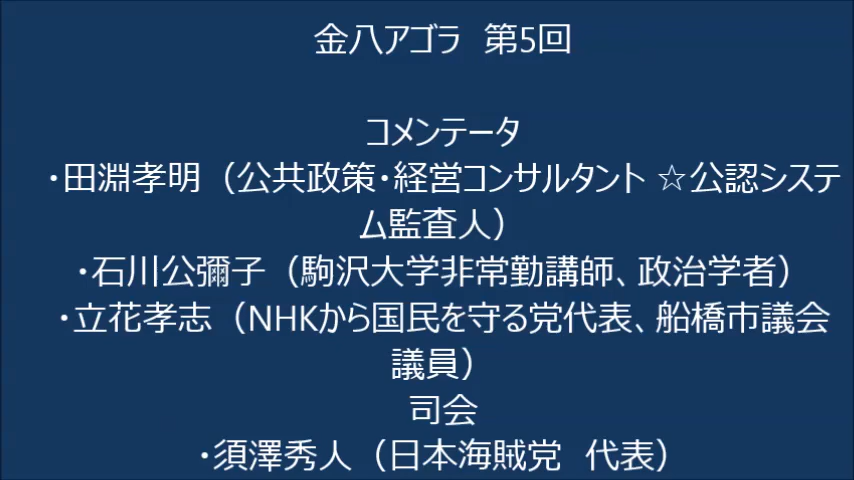 金八アゴラ　第5回
コメンテータ
・田淵孝明（公共政策・経営コンサルタント ☆公認システ
ム監査人）
・石川公彌子（駒沢大学非常勤講師、政治学者）
・立花孝志（NHKから国民を守る党代表、船橋市議会
議員）
司会
・須澤秀人（日本海賊党　代表）